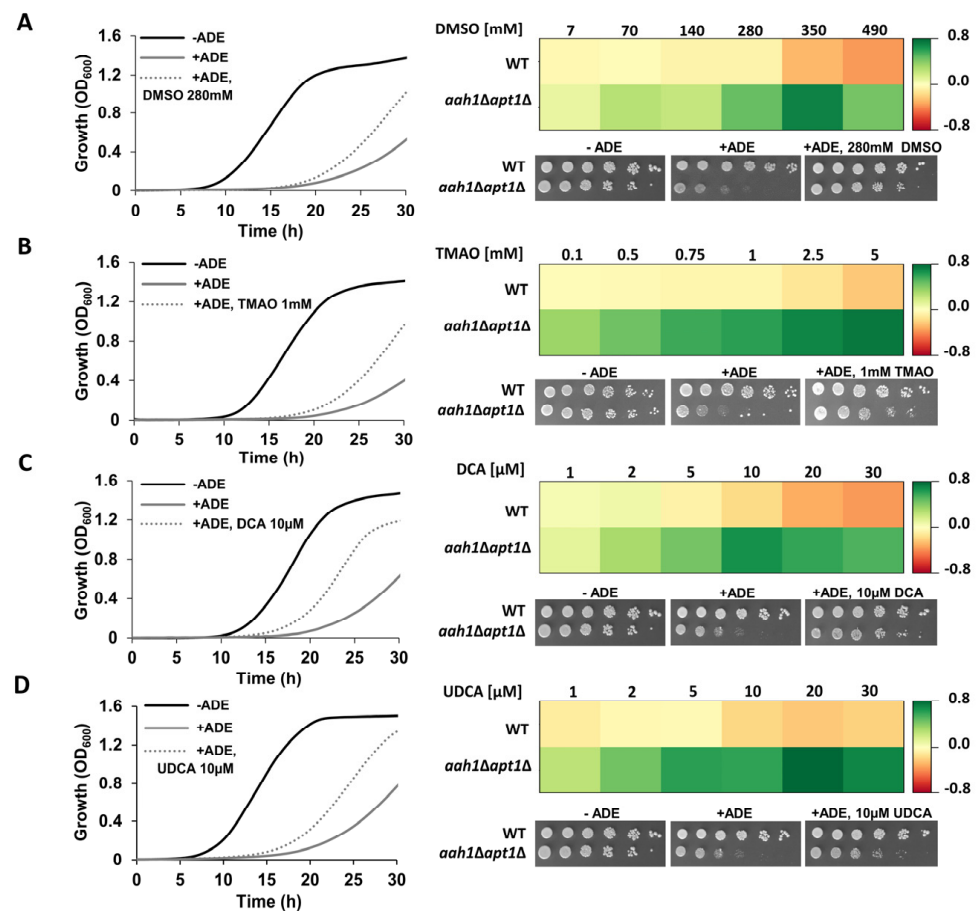 A
Growth (OD600)
1.6
1.2
0.8
0.4
0
-ADE
+ADE
+ADE,
DMSO 280mM
0 5 10 15 20 25 30
Time (h)
DMSO [mM] 7 70 140 280 350 490
WT
aah1Δapt1Δ
0.8
0.0
-0.8
- ADE +ADE +ADE, 280mM DMSO
WT
aah1Δapt1Δ
B
Growth (OD600)
1.6
1.2
0.8
0.4
0
-ADE
+ADE
+ADE, TMAO 1mM
0 5 10 15 20 25 30
Time (h)
TMAO [mM] 0.1 0.5 0.75 1 2.5 5
WT
aah1Δapt1Δ
0.8
0.0
-0.8
- ADE +ADE +ADE, 1mM TMAO
WT
aah1Δapt1Δ
C
Growth (OD600)
1.6
1.2
0.8
0.4
0
-ADE
+ADE
+ADE, DCA 10µM
0 5 10 15 20 25 30
Time (h)
DCA [µM] 1 2 5 10 20 30
WT
aah1Δapt1Δ
0.8
0.0
-0.8
- ADE +ADE +ADE, 10µM DCA
WT
aah1Δapt1Δ
D
Growth (OD600)
1.6
1.2
0.8
0.4
0
-ADE
+ADE
+ADE,
UDCA 10µM
0 5 10 15 20 25 30
Time (h)
UDCA [µM] 1 2 5 10 20 30
WT
aah1Δapt1Δ
0.8
0.0
-0.8
- ADE +ADE +ADE, 10µM UDCA
WT
aah1Δapt1Δ